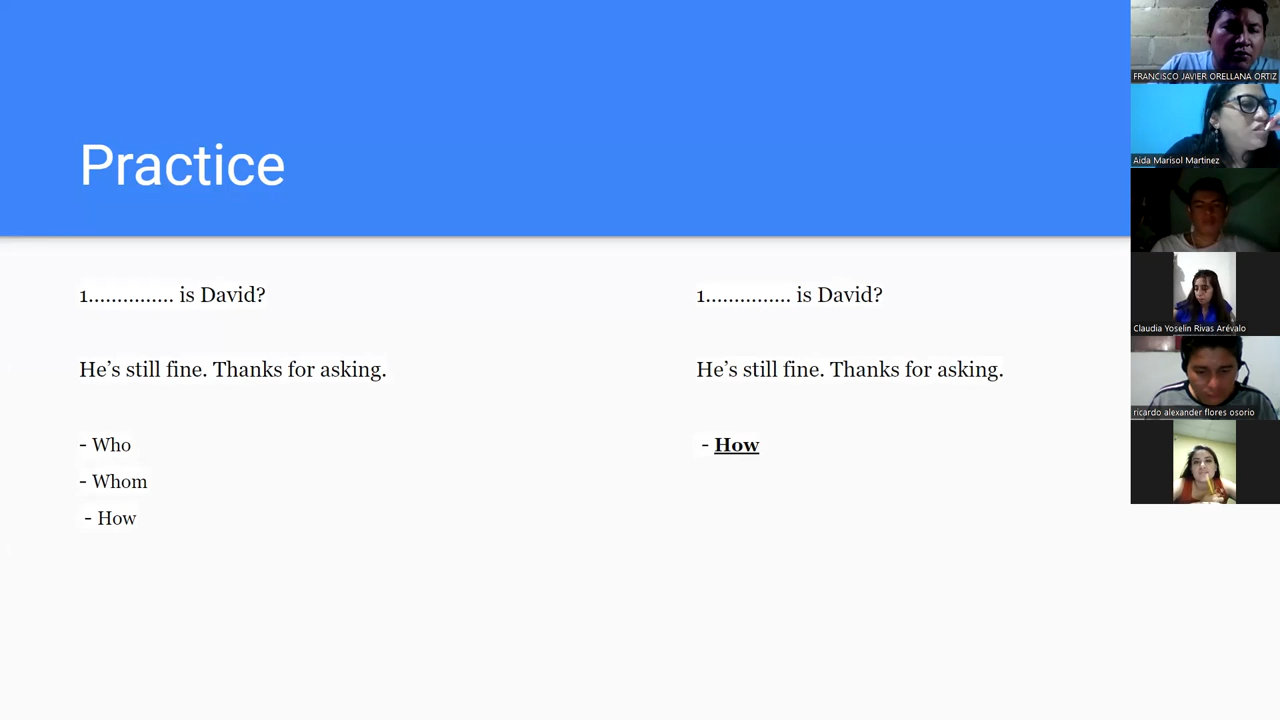 Practice
1............... is David?
He's still fine. Thanks for asking.
- Who
- Whom
- How
1............... is David?
He's still fine. Thanks for asking.
- How
FRANCISCO JAVIER ORELLANA ORTIZ
Aida Marisol Martinez
Claudia Yoselin Rivas Arévalo
ricardo alexander flores osorio